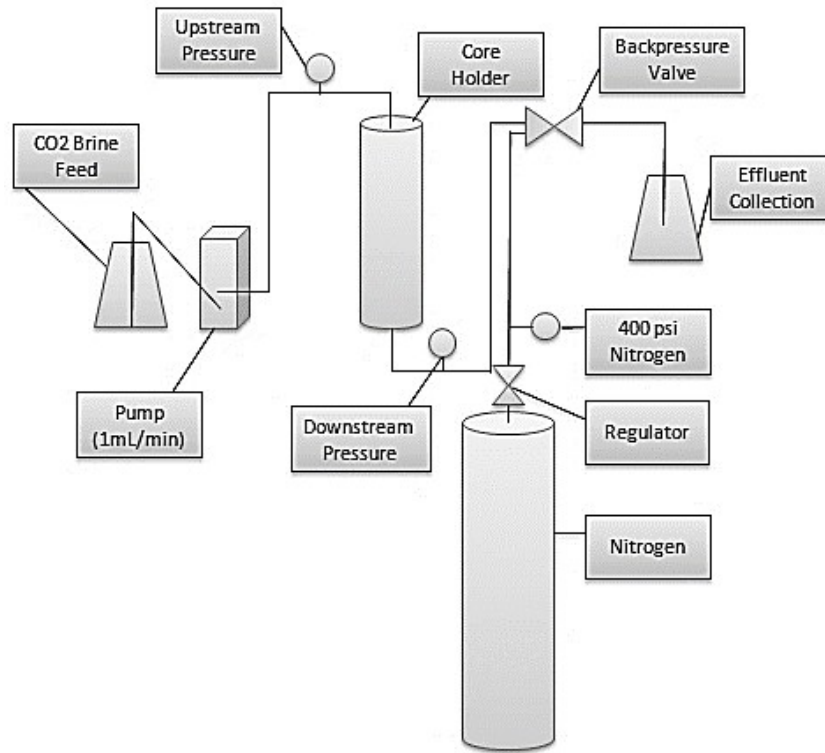 Upstream
Pressure
Core
Holder
Backpressure
Valve
CO2 Brine
Feed
Effluent
Collection
400 psi
Nitrogen
Pump
(1mL/min)
Downstream
Pressure
Regulator
Nitrogen